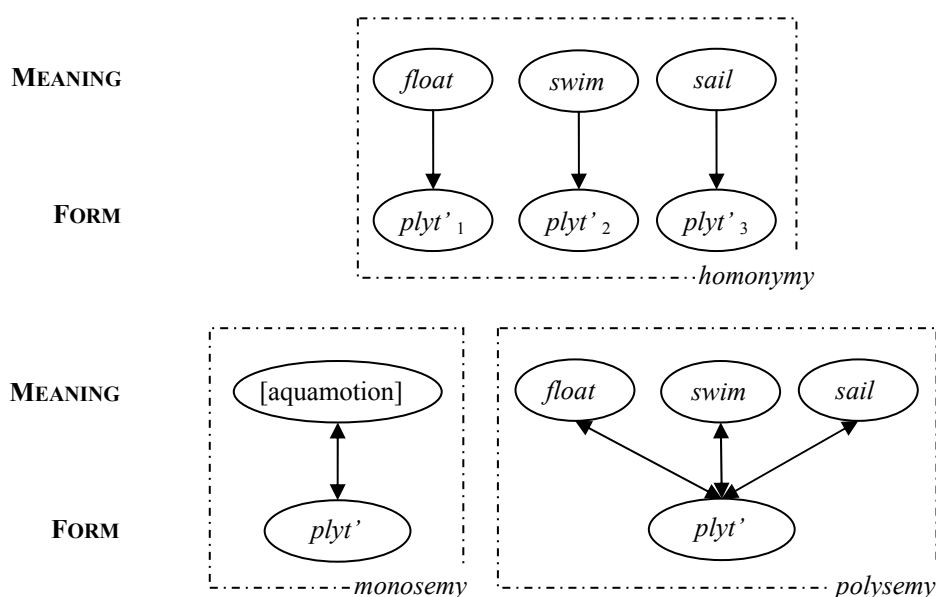 MEANING float swim sail
FORM plyt’ 1 plyt’ 2 plyt’ 3
homonymy
MEANING [aquamotion] float swim sail
FORM plyt’ plyt’
monosemy polysemy